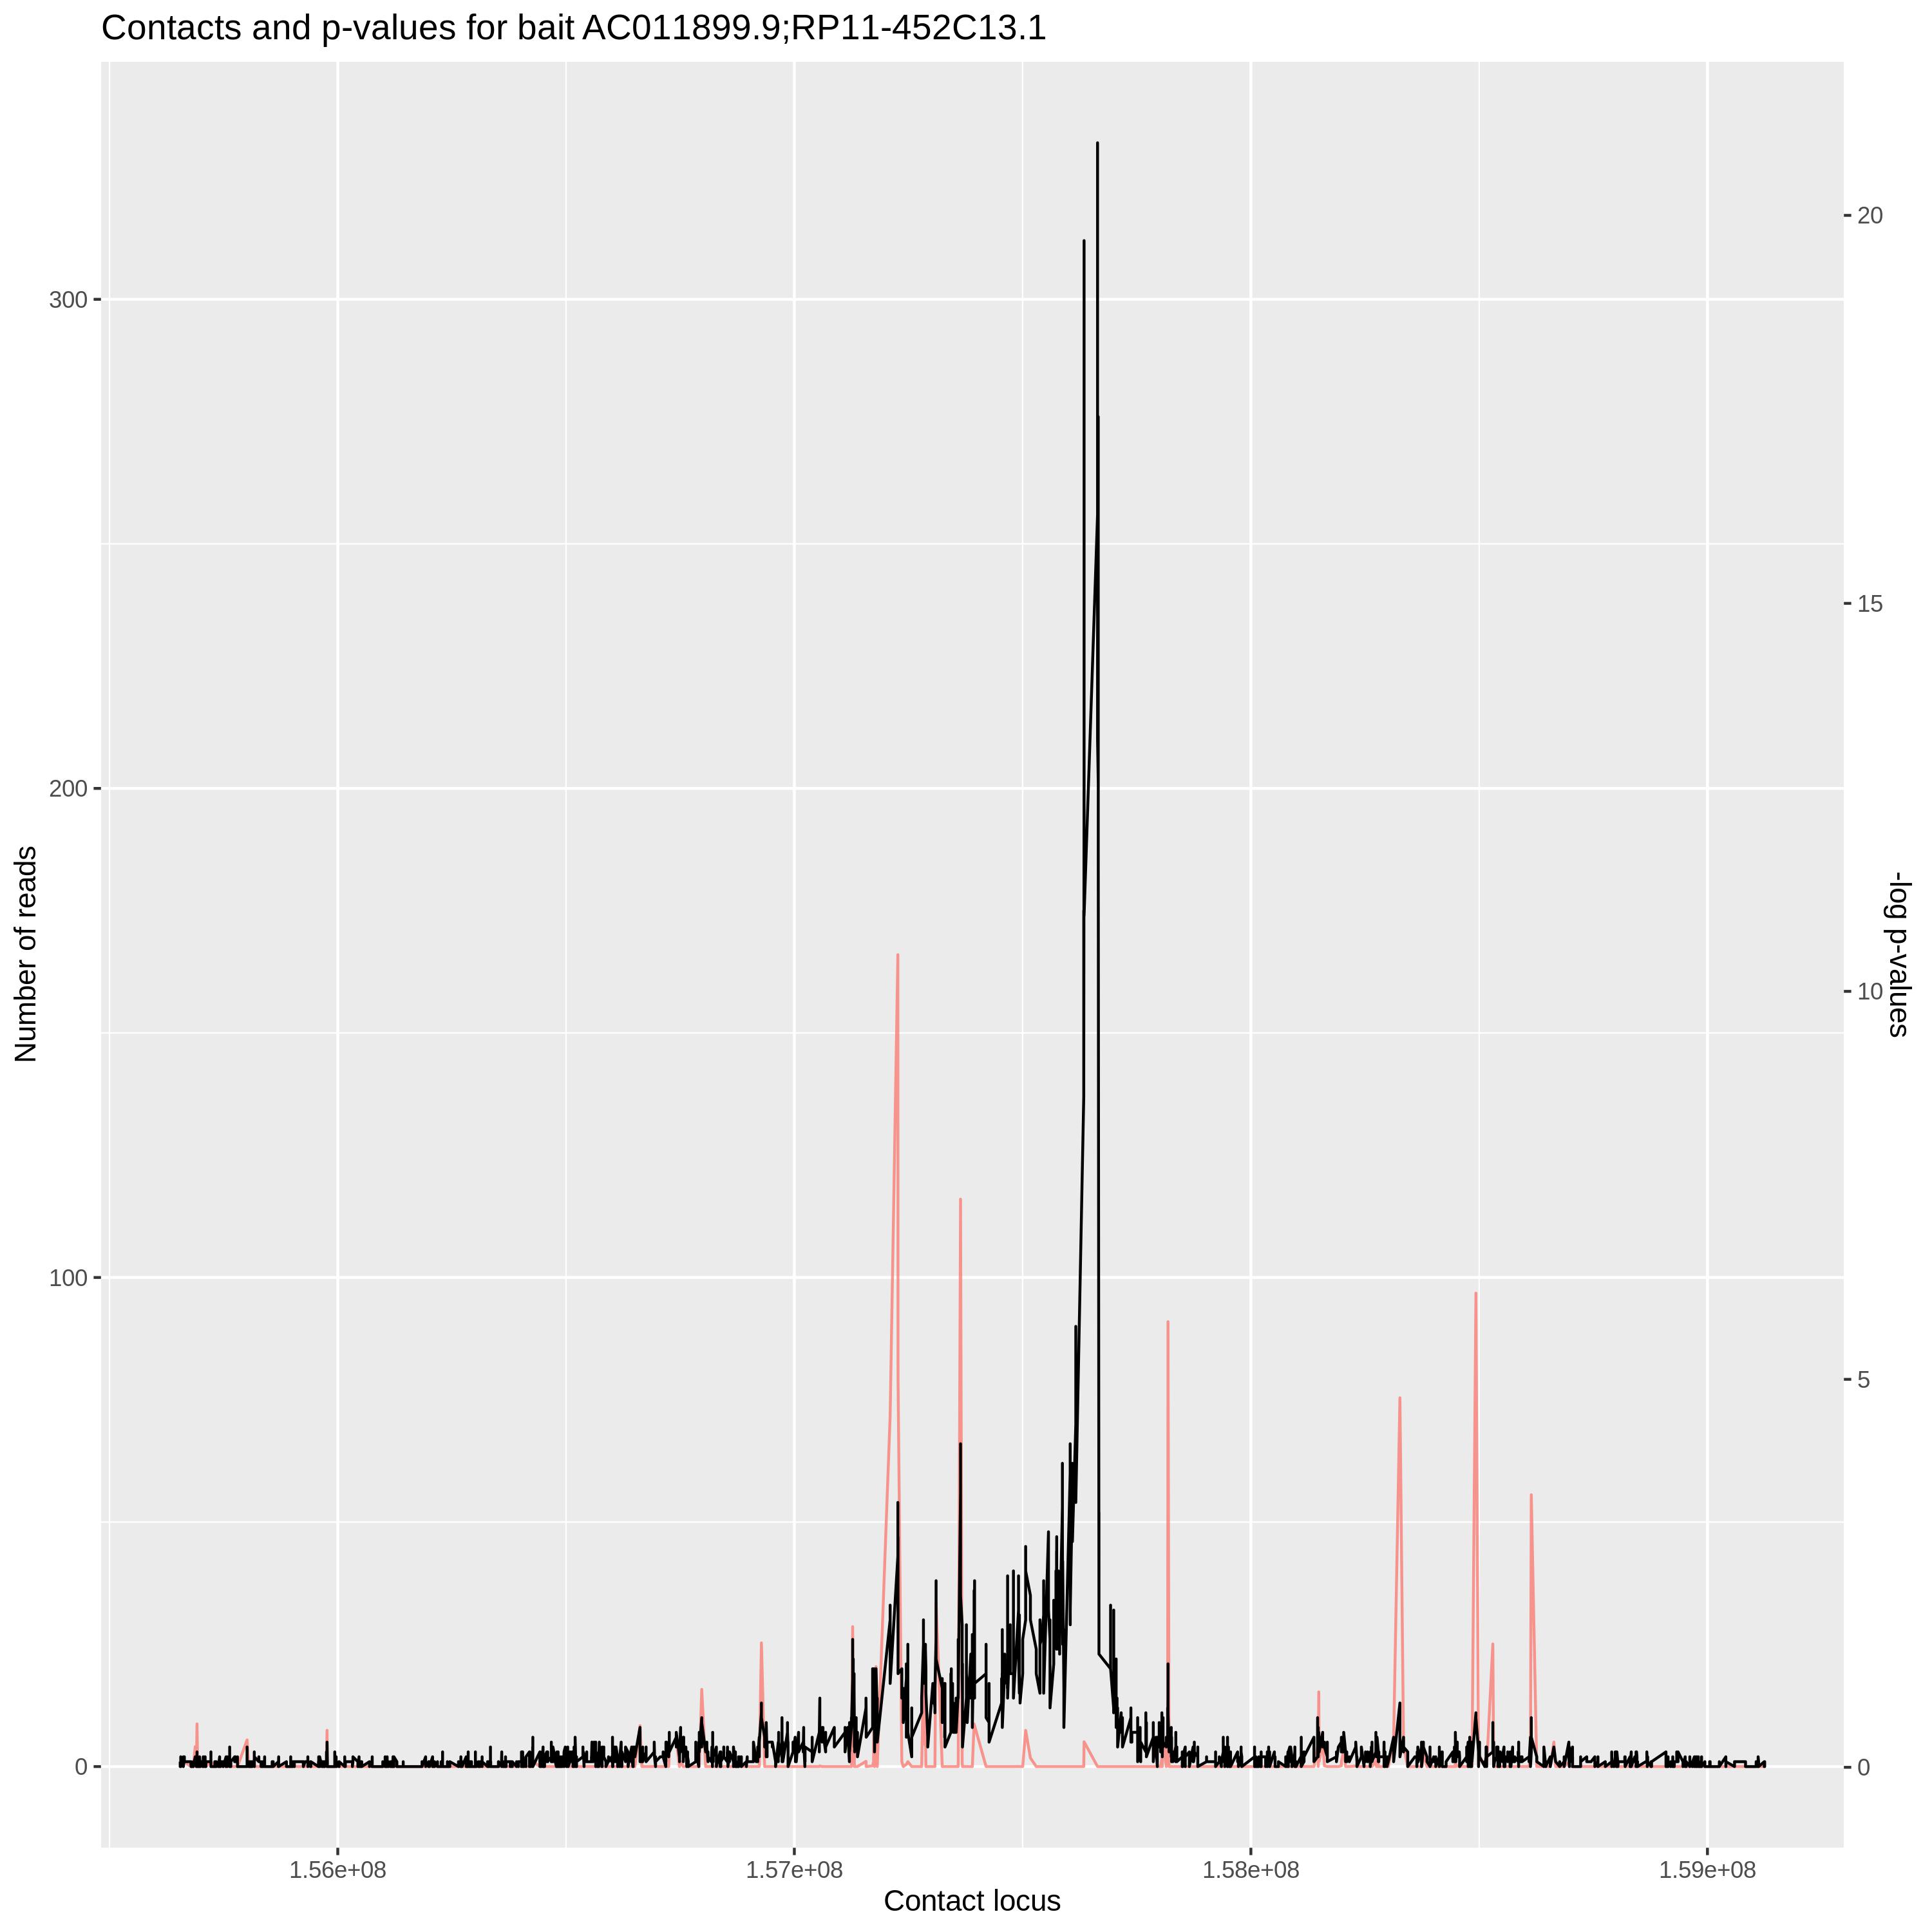 Contacts and p-values for bait AC011899.9;RP11-452C13.1
Number of reads
300
200
100
0
20
15
10
5
0
-log p-values
1.56e+08
1.57e+08
1.58e+08
1.59e+08
Contact locus